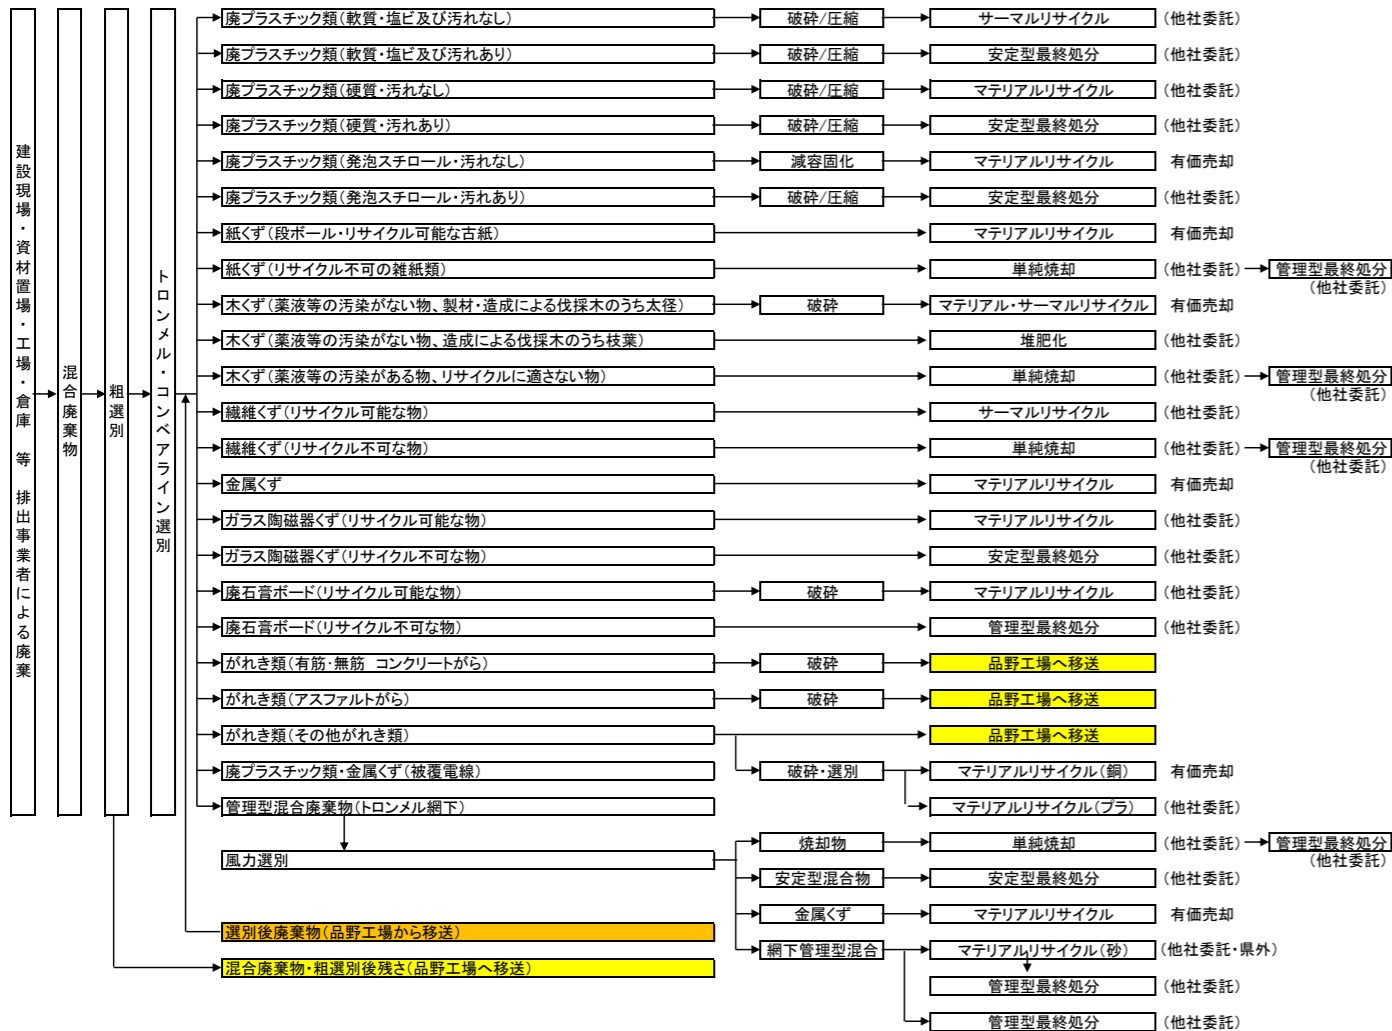 建設現場・資材置場・工場・倉庫　等　排出事業者による廃棄
混合廃棄物
粗選別
トロンメル・コンベアライン選別
廃プラスチック類(軟質・塩ビ及び汚れなし) 破砕/圧縮 サーマルリサイクル (他社委託)
廃プラスチック類(軟質・塩ビ及び汚れあり) 破砕/圧縮 安定型最終処分 (他社委託)
廃プラスチック類(硬質・汚れなし) 破砕/圧縮 マテリアルリサイクル (他社委託)
廃プラスチック類(硬質・汚れあり) 破砕/圧縮 安定型最終処分 (他社委託)
廃プラスチック類(発泡スチロール・汚れなし) 減容固化 マテリアルリサイクル 有価売却
廃プラスチック類(発泡スチロール・汚れあり) 破砕/圧縮 安定型最終処分 (他社委託)
紙くず(段ボール・リサイクル可能な古紙) マテリアルリサイクル 有価売却
紙くず(リサイクル不可の雑紙類) 単純焼却 (他社委託) 管理型最終処分
(他社委託)
木くず(薬液等の汚染がない物、製材・造成による伐採木のうち太径) 破砕 マテリアル・サーマルリサイクル 有価売却
木くず(薬液等の汚染がない物、造成による伐採木のうち枝葉) 堆肥化 (他社委託)
木くず(薬液等の汚染がある物、リサイクルに適さない物) 単純焼却 (他社委託) 管理型最終処分
(他社委託)
繊維くず(リサイクル可能な物) サーマルリサイクル (他社委託)
繊維くず(リサイクル不可な物) 単純焼却 (他社委託) 管理型最終処分
(他社委託)
金属くず マテリアルリサイクル 有価売却
ガラス陶磁器くず(リサイクル可能な物) マテリアルリサイクル (他社委託)
ガラス陶磁器くず(リサイクル不可な物) 安定型最終処分 (他社委託)
廃石膏ボード(リサイクル可能な物) 破砕 マテリアルリサイクル (他社委託)
廃石膏ボード(リサイクル不可な物) 管理型最終処分 (他社委託)
がれき類(有筋・無筋　コンクリートがら) 破砕 品野工場へ移送
がれき類(アスファルトがら) 破砕 品野工場へ移送
がれき類(その他がれき類) 品野工場へ移送
廃プラスチック類・金属くず(被覆電線) 破砕・選別 マテリアルリサイクル(銅) 有価売却
管理型混合廃棄物(トロンメル網下) マテリアルリサイクル(プラ) (他社委託)
風力選別 焼却物 単純焼却 (他社委託) 管理型最終処分
(他社委託)
安定型混合物 安定型最終処分 (他社委託)
金属くず マテリアルリサイクル 有価売却
選別後廃棄物(品野工場から移送)
網下管理型混合 マテリアルリサイクル(砂) (他社委託・県外)
混合廃棄物・粗選別後残さ(品野工場へ移送)
管理型最終処分 (他社委託)
管理型最終処分 (他社委託)